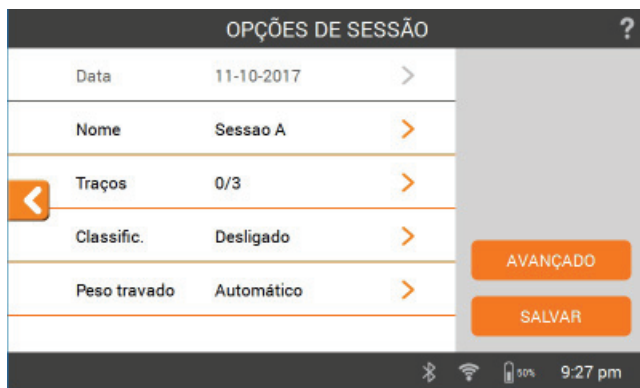 OPÇÕES DE SESSÃO ?
Data 11-10-2017
Nome Sessao A
Traços 0/3
Classific. Desligado
AVANÇADO
Peso travado Automático
SALVAR
50% 9:27 pm